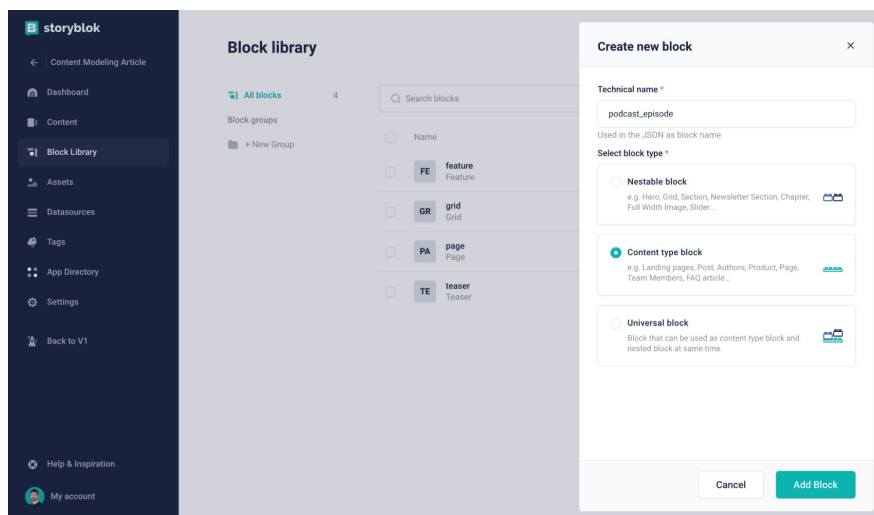 storyblok
Content Modeling Article
Dashboard
Content
Block Library
Assets
Datasources
Tags
App Directory
Settings
Back to V1
Help & Inspiration
My account
Block library
All blocks 4
Block groups
+ New Group
Search blocks
Name
FE feature
Feature
GR grid
Grid
PA page
Page
TE teaser
Teaser
Create new block
Technical name *
podcast_episode
Used in the JSON as block name
Select block type *
Nestable block
e.g. Hero, Grid, Section, Newsletter Section, Chapter,
Full Width Image, Slider...
Content type block
e.g. Landing pages, Post, Authors, Product, Page,
Team Members, FAQ article...
Universal block
Block that can be used as content type block and
nested block at same time.
Cancel Add Block